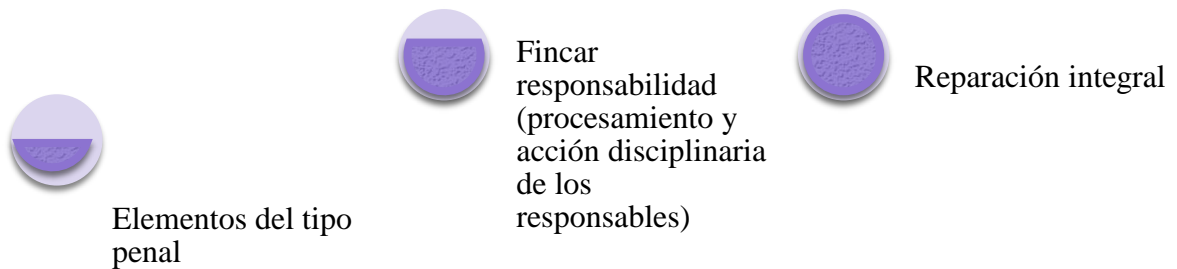 Elementos del tipo
penal
Fincar
responsabilidad
(procesamiento y
acción disciplinaria
de los
responsables)
Reparación integral